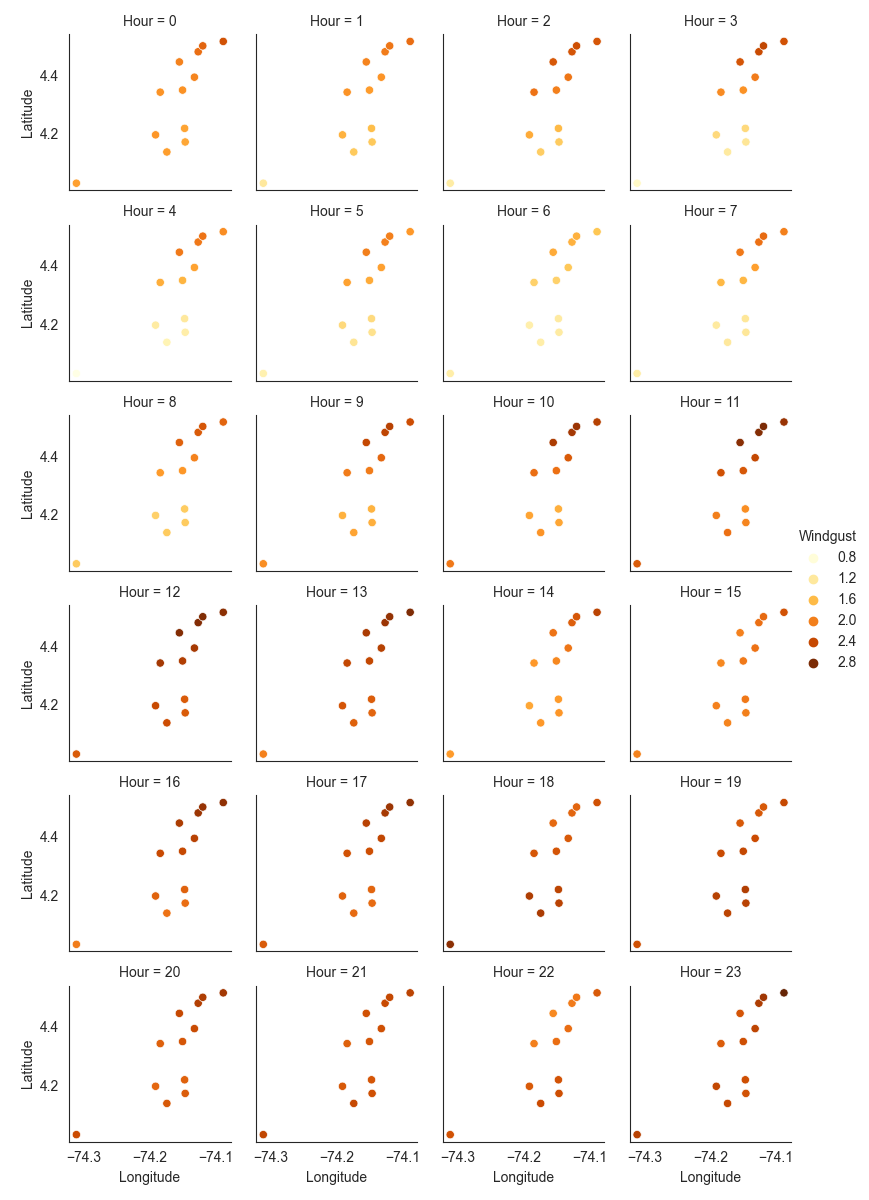 Hour = 0
Hour = 1
Hour = 2
Hour = 3
4.4
4.2
Latitude
Hour = 4
Hour = 5
Hour = 6
Hour = 7
4.4
4.2
Latitude
Hour = 8
Hour = 9
Hour = 10
Hour = 11
4.4
4.2
Latitude
Windgust
0.8
1.2
1.6
2.0
2.4
2.8
Hour = 12
Hour = 13
Hour = 14
Hour = 15
4.4
4.2
Latitude
Hour = 16
Hour = 17
Hour = 18
Hour = 19
4.4
4.2
Latitude
Hour = 20
Hour = 21
Hour = 22
Hour = 23
4.4
4.2
Latitude
−74.3 −74.2 −74.1
−74.3 −74.2 −74.1
−74.3 −74.2 −74.1
−74.3 −74.2 −74.1
Longitude
Longitude
Longitude
Longitude